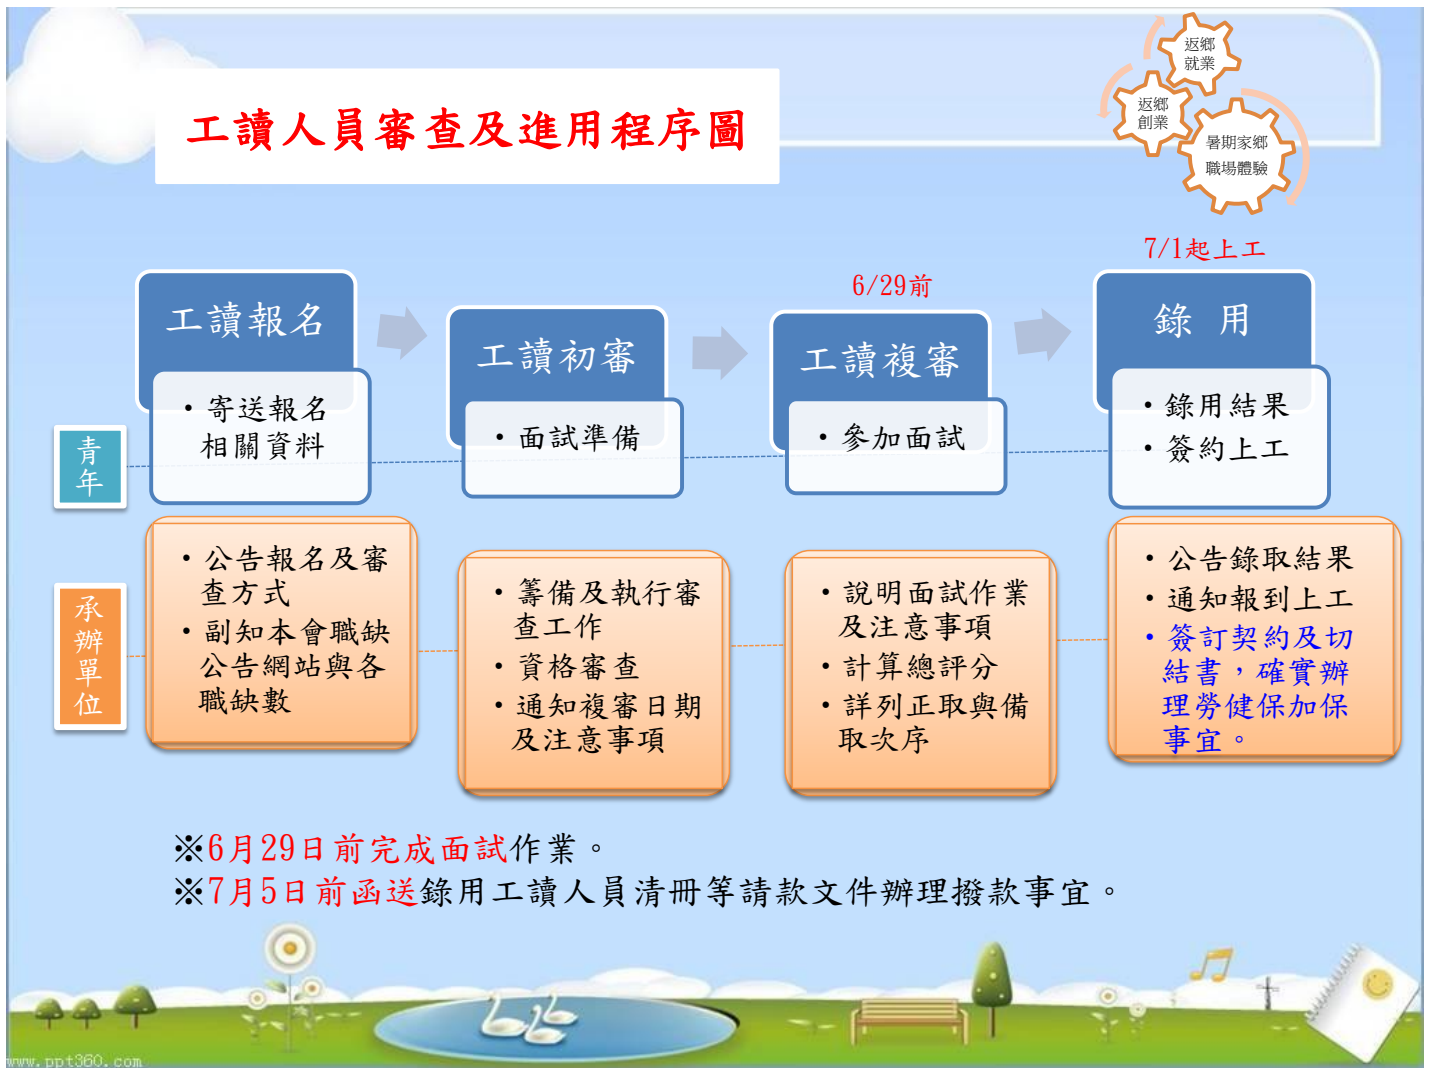 返鄉
就業
返鄉
創業
暑期家鄉
職場體驗
工讀人員審查及進用程序圖
7/1起上工
6/29前
工讀報名
工讀初審
工讀複審
錄 用
青年
・寄送報名
相關資料
・面試準備
・參加面試
・錄用結果
・簽約上工
承辦單位
・公告報名及審
查方式
・副知本會職缺
公告網站與各
職缺數
・籌備及執行審
查工作
・資格審查
・通知複審日期
及注意事項
・說明面試作業
及注意事項
・計算總評分
・詳列正取與備
取次序
・公告錄取結果
・通知報到上工
・簽訂契約及切
結書，確實辦
理勞健保加保
事宜。
※6月29日前完成面試作業。
※7月5日前函送錄用工讀人員清冊等請款文件辦理撥款事宜。
www.ppt360.com